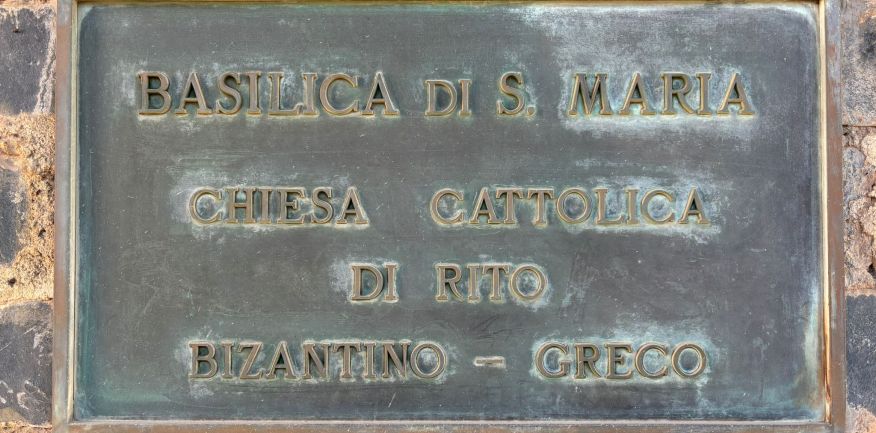 BASILICA DI S. MARIA
CHIESA CATTOLICA
DI RITO
BIZANTINO - GRECO